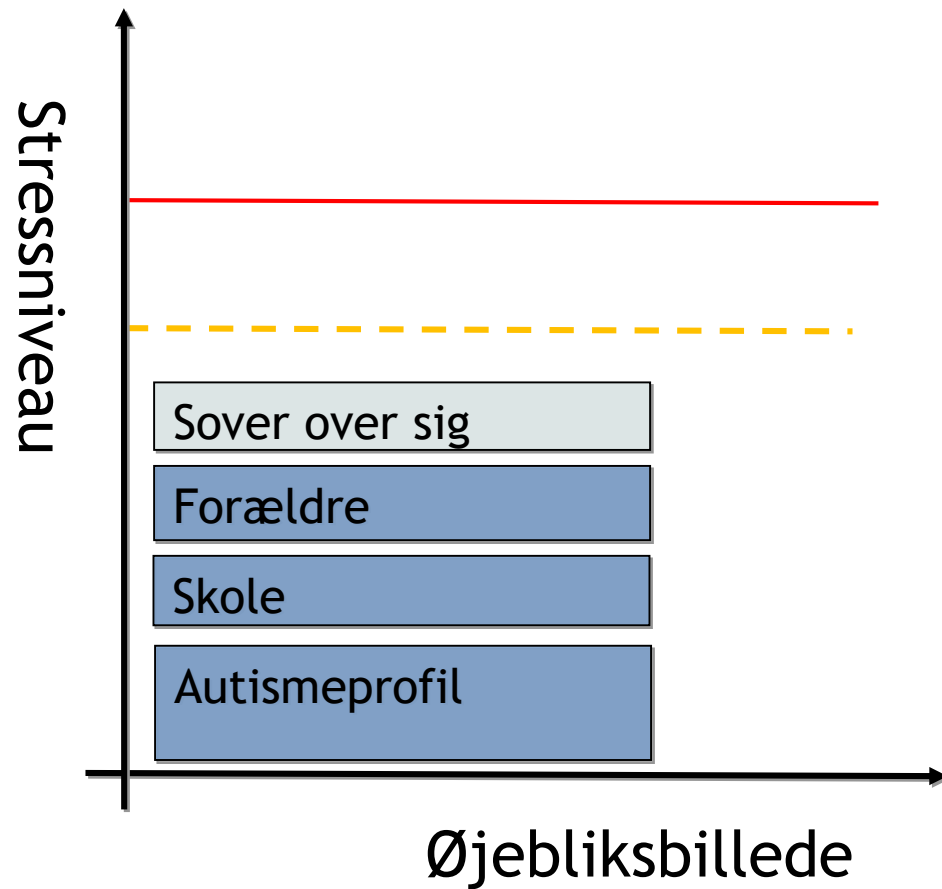 Stressniveau
Sover over sig
Forældre
Skole
Autismeprofil
Øjebliksbillede